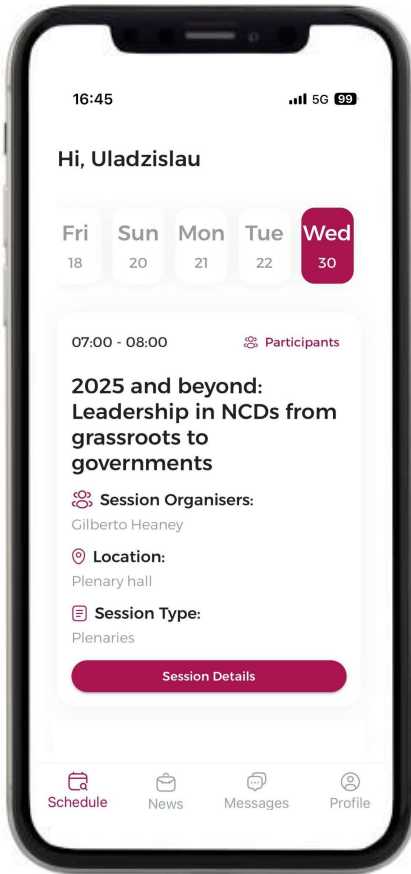 16:45
5G 99
Hi, Uladzislau
Fri Sun Mon Tue Wed
18 20 21 22 30
07:00 - 08:00 Participants
2025 and beyond:
Leadership in NCDs from
grassroots to
governments
Session Organisers:
Gilberto Heaney
Location:
Plenary hall
Session Type:
Plenaries
Session Details
Schedule News Messages Profile